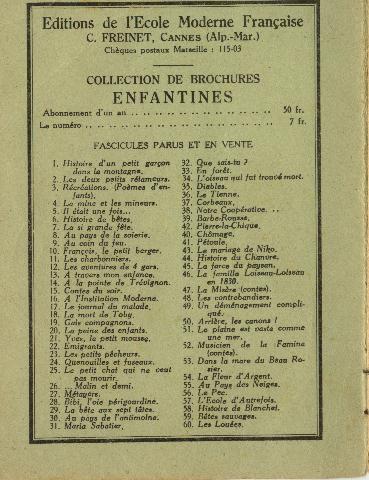 Editions de l'Ecole Moderne Française
C. FREINET, CANNES (Alp.-Mar.)
Chèques postaux Marseille : 115-03
COLLECTION DE BROCHURES
ENFANTINES
Abonnement d'un an ... .. .. .. .. .. .. .. .. .. 50 fr.
Le numéro .. .. .. .. .. .. .. .. .. .. .. .. .. 7 fr.
FASCICULES PARUS ET EN VENTE
1. Histoire d'un petit garçon
dans la montagne.
2. Les deux petits rétameurs.
3. Récréations. (Poèmes d'en-
fants).
4. La mine et les mineurs.
5. Il était une fois...
6. Histoire de bêtes.
7. La si grande fête.
8. Au pays de la soierie.
9. Au coin du feu.
10. François, le petit berger.
11. Les charbonniers.
12. Les aventures de 4 gars.
13. A travers mon enfance.
14. A la pointe de Trévignon.
15. Contes du soir.
16. A l'Institution Moderne.
17. Le journal du malade.
18. La mort de Toby.
19. Gais compagnons.
20. La peine des enfants.
21. Yves, le petit mousse.
22. Emigrants.
23. Les petits pêcheurs.
24. Quenouilles et fuseaux.
25. Le petit chat qui ne veut
pas mourir.
26. ... Malin et demi.
27. Métayers.
28. Bibi, l'oie périgourdine.
29. La bête aux sept têtes.
30. Au pays de l'antimoine.
31. Maria Sabatier.
32. Que sais-tu ?
33. En forêt.
34. L'oiseau qui fut trouvé mort.
35. Diables.
36. Le Tienne.
37. Corbeaux.
38. Notre Coopérative. ..
39. Barbe-Rousse.
40. Chômage.
41. Pétoule.
42. Pierre-la-Chique.
43. Le mariage de Niko.
44. Histoire du Chanvre.
45. La farce du paysan.
46. La famille Loiseau-Loiseau
en 1830.
47. La Misère (contes).
48. Les contrebandiers.
49. Un déménagement compli-
qué.
50. Arrière, les canons !
51. La plaine est vaste comme
une mer.
52. Musicien de la Famine
(contes).
53. Dans la mare du Beau Ro-
sier.
54. La Fleur d'Argent.
55. Au Pays des Neiges.
56. Le Pec.
57. L'Ecole d'Autrefois.
58. Histoire de Blanchet.
59. Bêtes sauvages.
60. Les Louées.